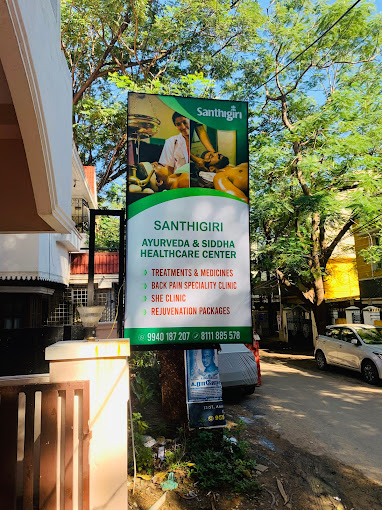 Santhigiri
SANTHIGIRI
AYURVEDA & SIDDHA
HEALTHCARE CENTER
TREATMENTS & MEDICINES
BACK PAIN SPECIALITY CLINIC
SHE CLINIC
REJUVENATION PACKAGES
9940 187 207 / 8111 885 578